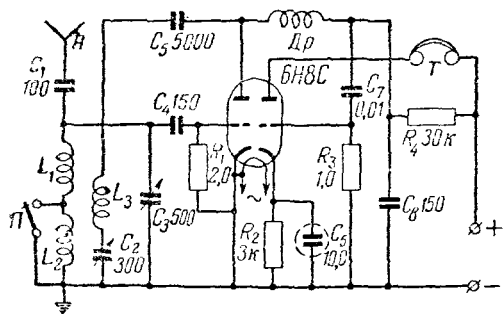 А
C₅ 5000
Др
6Н8С
C₁
100
C₄ 150
C₇
0,01
Т
L₁
R₁
2,0
R₃
1,0
R₄ 30к
П
L₃
C₃ 500
~
L₂
C₂
300
R₂
3к
C₅
10,0
C₈ 150
+
−